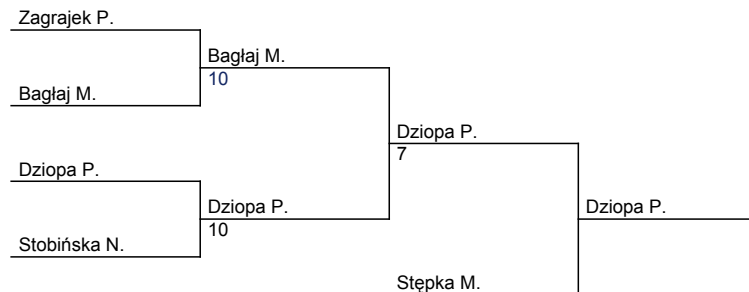 Zagrajek P.
Bagłaj M.
10
Bagłaj M.
Dziopa P.
7
Dziopa P.
Dziopa P.
Dziopa P.
10
Stobińska N.
Stępka M.